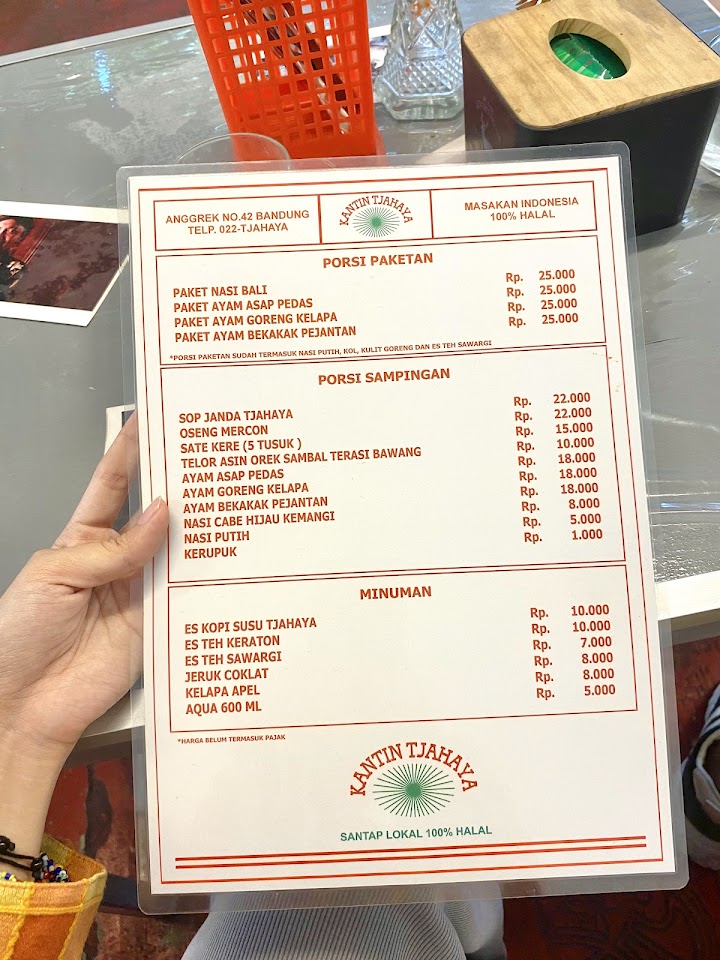 ANGGREK NO.42 BANDUNG
TELP. 022-TJAHAYA
KANTIN TJAHAYA
MASAKAN INDONESIA
100% HALAL
PORSI PAKETAN
PAKET NASI BALI Rp. 25.000
PAKET AYAM ASAP PEDAS Rp. 25.000
PAKET AYAM GORENG KELAPA Rp. 25.000
PAKET AYAM BEKAKAK PEJANTAN Rp. 25.000
*PORSI PAKETAN SUDAH TERMASUK NASI PUTIH, KOL, KULIT GORENG DAN ES TEH SAWARGI
PORSI SAMPINGAN
SOP JANDA TJAHAYA Rp. 22.000
OSENG MERCON Rp. 22.000
SATE KERE (5 TUSUK ) Rp. 15.000
TELOR ASIN OREK SAMBAL TERASI BAWANG Rp. 10.000
AYAM ASAP PEDAS Rp. 18.000
AYAM GORENG KELAPA Rp. 18.000
AYAM BEKAKAK PEJANTAN Rp. 18.000
NASI CABE HIJAU KEMANGI Rp. 8.000
NASI PUTIH Rp. 5.000
KERUPUK Rp. 1.000
MINUMAN
ES KOPI SUSU TJAHAYA Rp. 10.000
ES TEH KERATON Rp. 10.000
ES TEH SAWARGI Rp. 7.000
JERUK COKLAT Rp. 8.000
KELAPA APEL Rp. 8.000
AQUA 600 ML Rp. 5.000
*HARGA BELUM TERMASUK PAJAK
KANTIN TJAHAYA
SANTAP LOKAL 100% HALAL